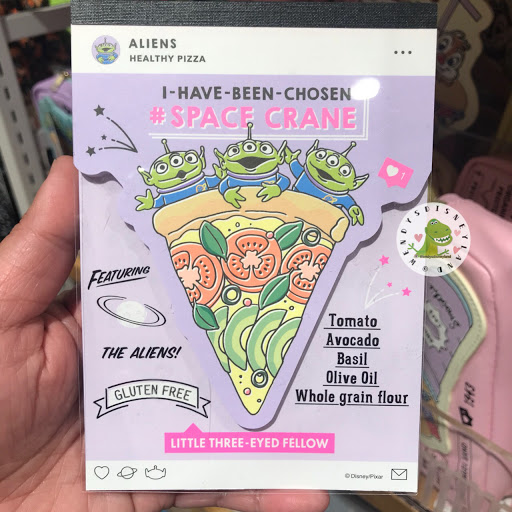 ALIENS
HEALTHY PIZZA
I-HAVE-BEEN-CHOSEN
# SPACE CRANE
1
FEATURING
THE ALIENS!
GLUTEN FREE
Tomato
Avocado
Basil
Olive Oil
Whole grain flour
LITTLE THREE-EYED FELLOW
©Disney/Pixar